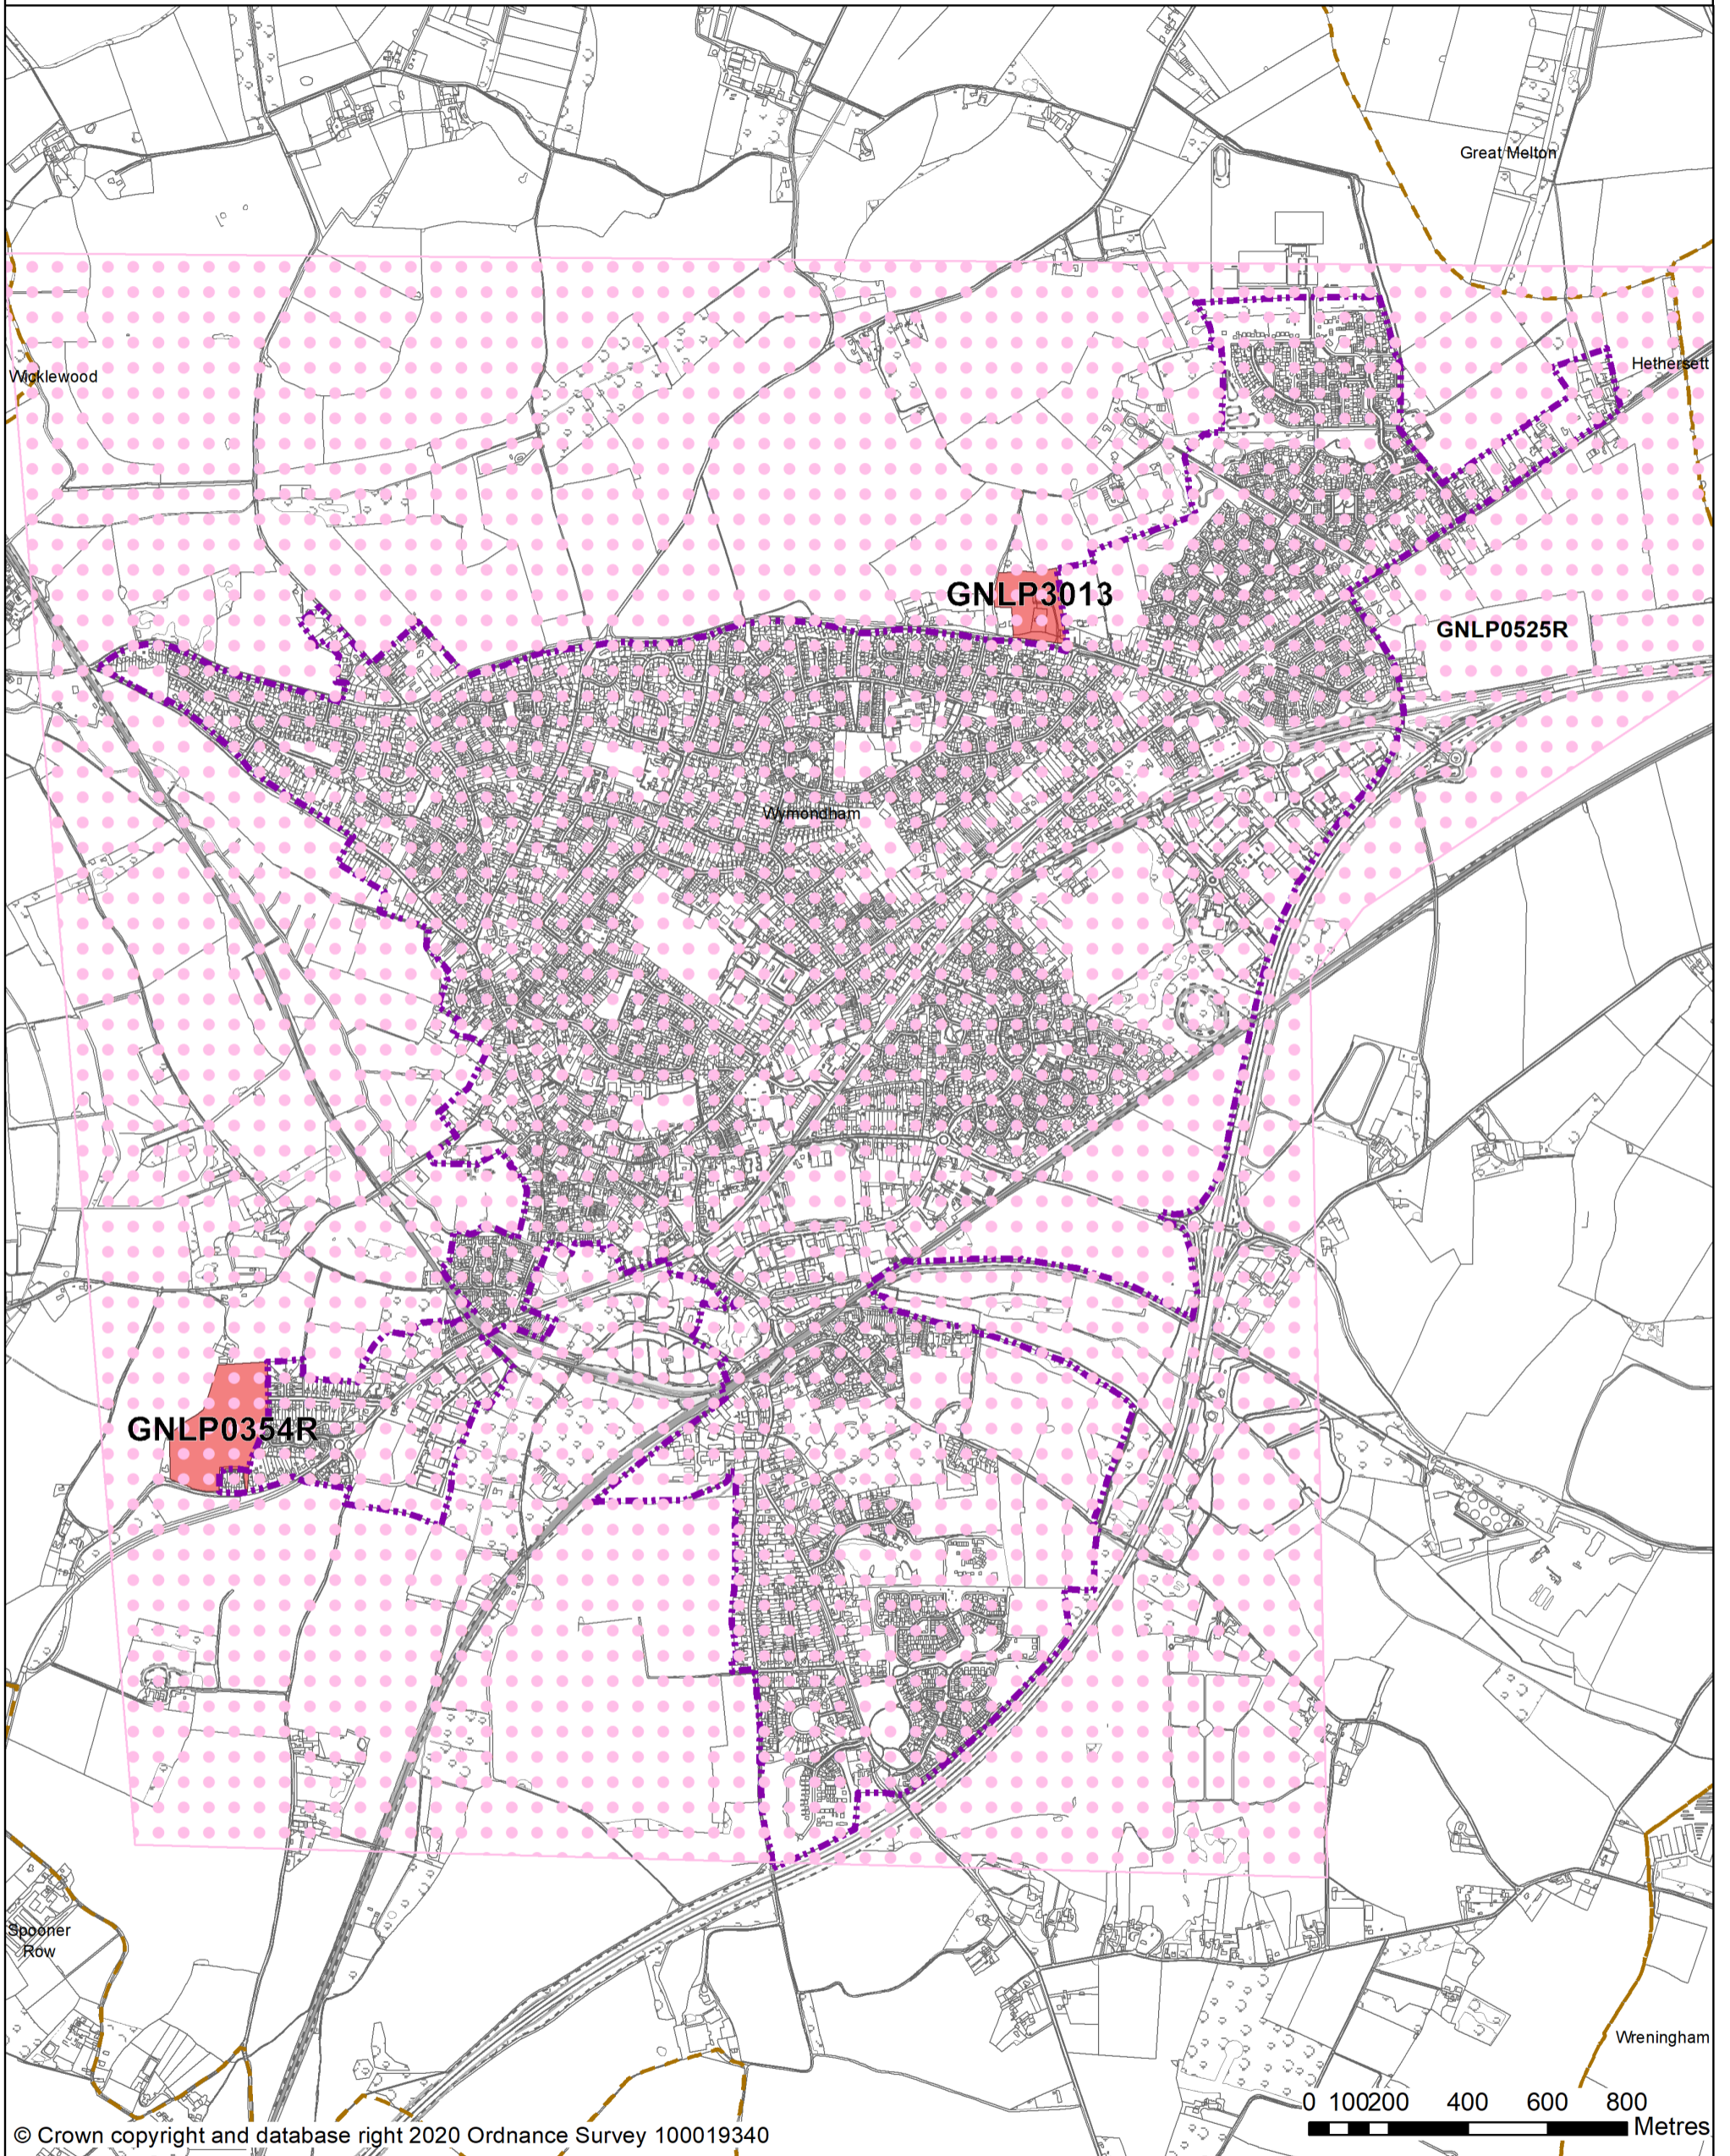 Great Melton
Hethersett
Wicklewood
GNLP3013
GNLP0525R
Wymondham
GNLP0354R
Spooner
Row
Wreningham
0 100200 400 600 800
Metres
© Crown copyright and database right 2020 Ordnance Survey 100019340